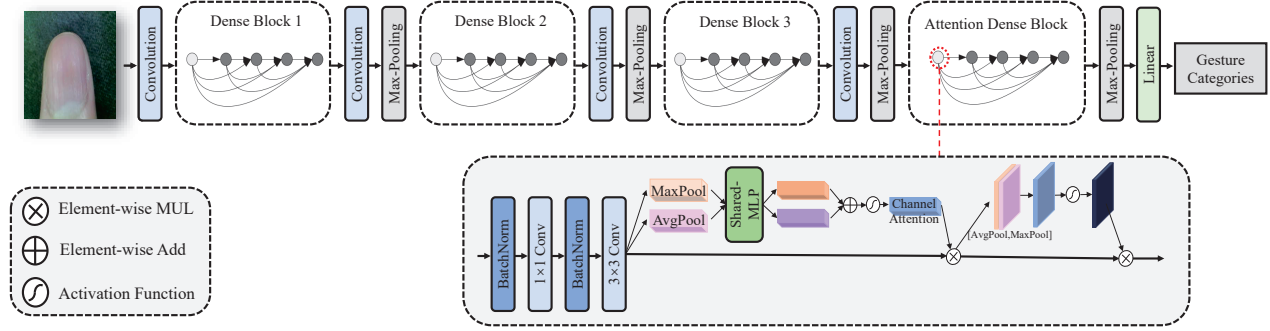 Dense Block 1
Dense Block 2
Dense Block 3
Attention Dense Block
Convolution
Convolution
Max-Pooling
Convolution
Max-Pooling
Convolution
Max-Pooling
Max-Pooling
Linear
Gesture
Categories
Element-wise MUL
Element-wise Add
Activation Function
BatchNorm
1×1 Conv
BatchNorm
3×3 Conv
MaxPool
AvgPool
Shared-
MLP
Channel
Attention
[AvgPool,MaxPool]